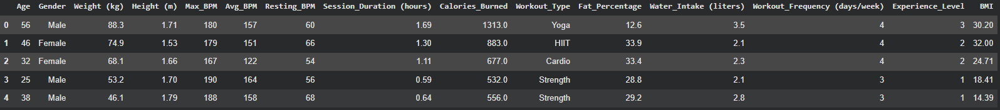 Age Gender Weight (kg) Height (m) Max_BPM Avg_BPM Resting_BPM Session_Duration (hours) Calories_Burned Workout_Type Fat_Percentage Water_Intake (liters) Workout_Frequency (days/week) Experience_Level BMI
0 56 Male 88.3 1.71 180 157 60 1.69 1313.0 Yoga 12.6 3.5 4 3 30.20
1 46 Female 74.9 1.53 179 151 66 1.30 883.0 HIIT 33.9 2.1 4 2 32.00
2 32 Female 68.1 1.66 167 122 54 1.11 677.0 Cardio 33.4 2.3 4 2 24.71
3 25 Male 53.2 1.70 190 164 56 0.59 532.0 Strength 28.8 2.1 3 1 18.41
4 38 Male 46.1 1.79 188 158 68 0.64 556.0 Strength 29.2 2.8 3 1 14.39